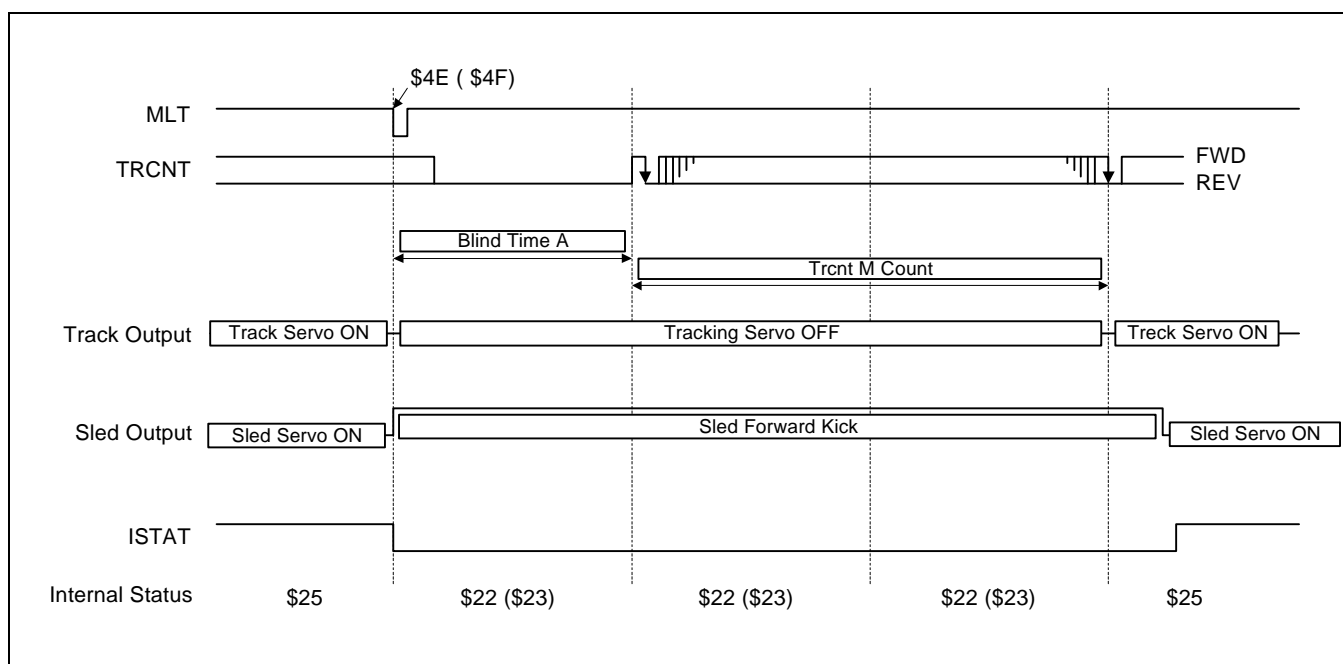 $4E ( $4F)
MLT
TRCNT
FWD
REV
Blind Time A
Trcnt M Count
Track Output
Track Servo ON
Tracking Servo OFF
Treck Servo ON
Sled Output
Sled Servo ON
Sled Forward Kick
Sled Servo ON
ISTAT
Internal Status
$25
$22 ($23)
$22 ($23)
$22 ($23)
$25